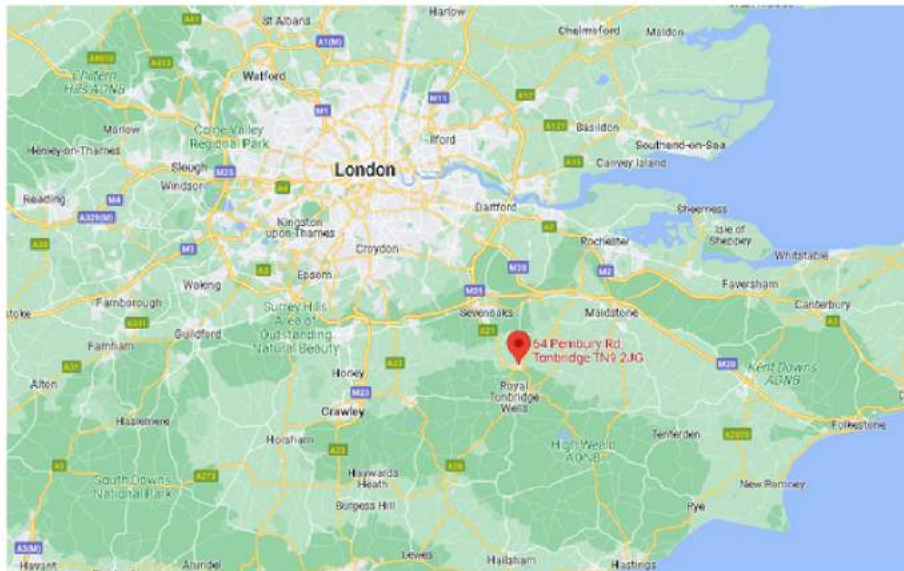 A41
St Albans
Harlow
Chelmsford
Maldon
A1(M)
A413
Watford
Chiltern
Hills AONB
M11
A12
M1
Marlow
Colne Valley
Regional Park
Ilford
A127
Basildon
Henley-on-Thames
Southend-on-Sea
Slough
London
A13
Canvey Island
M25
Windsor
A4
Reading
M4
Dartford
Sheerness
A329(M)
Kingston
upon Thames
A2
Isle of
Sheppey
A33
Rochester
M3
Croydon
Whitstable
A3
Epsom
M20
M2
Woking
Faversham
Farnborough
M25
Canterbury
Surrey Hills
Area of
Outstanding
Natural Beauty
Sevenoaks
Maidstone
A331
Guildford
A21
A2
Farnham
64 Pembury Rd,
Tonbridge TN9 2JG
A31
Horley
A22
M20
Kent Downs
AONB
Alton
Royal
Tunbridge
Wells
M23
Crawley
Haslemere
Folkestone
Horsham
High Weald
AONB
Tenterden
A2070
A23
A3
A26
South Downs
National Park
A272
Haywards
Heath
New Romney
Burgess Hill
Rye
A3(M)
Lewes
Hailsham
Havant
Arundel
Hastings